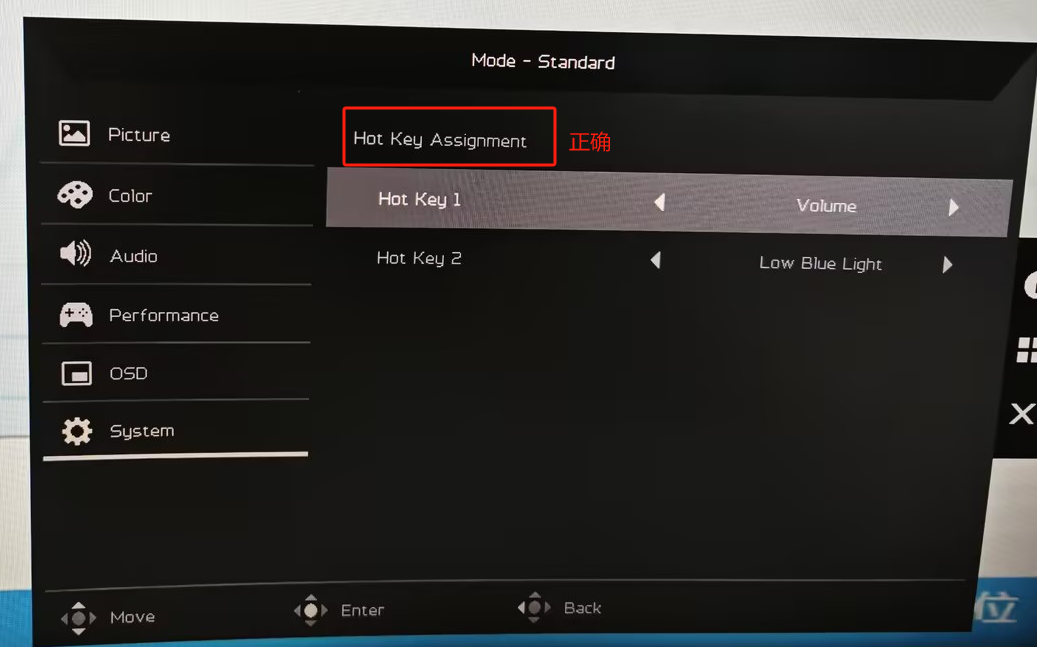 Mode - Standard
Picture
Color
Audio
Performance
OSD
System
Hot Key Assignment
正确
Hot Key 1
Volume
Hot Key 2
Low Blue Light
Move
Enter
Back
位